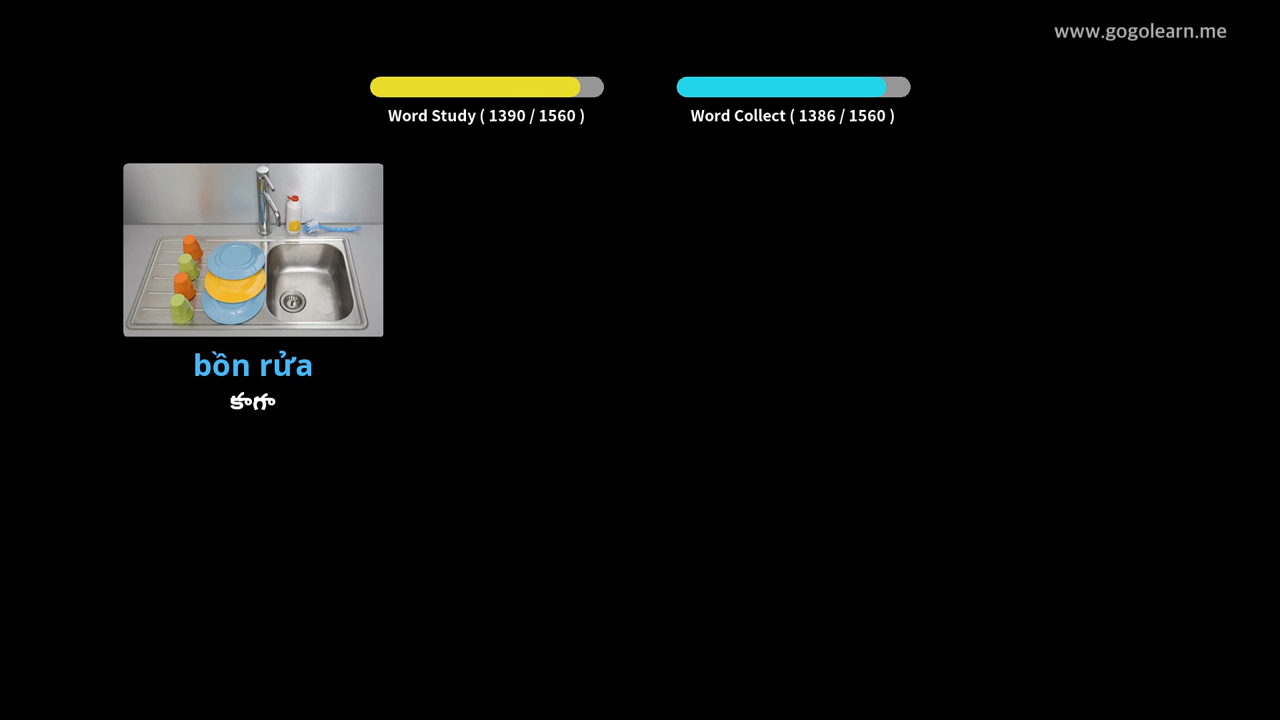 www.gogolearn.me
Word Study ( 1390 / 1560 )
Word Collect ( 1386 / 1560 )
bồn rửa
కాగా